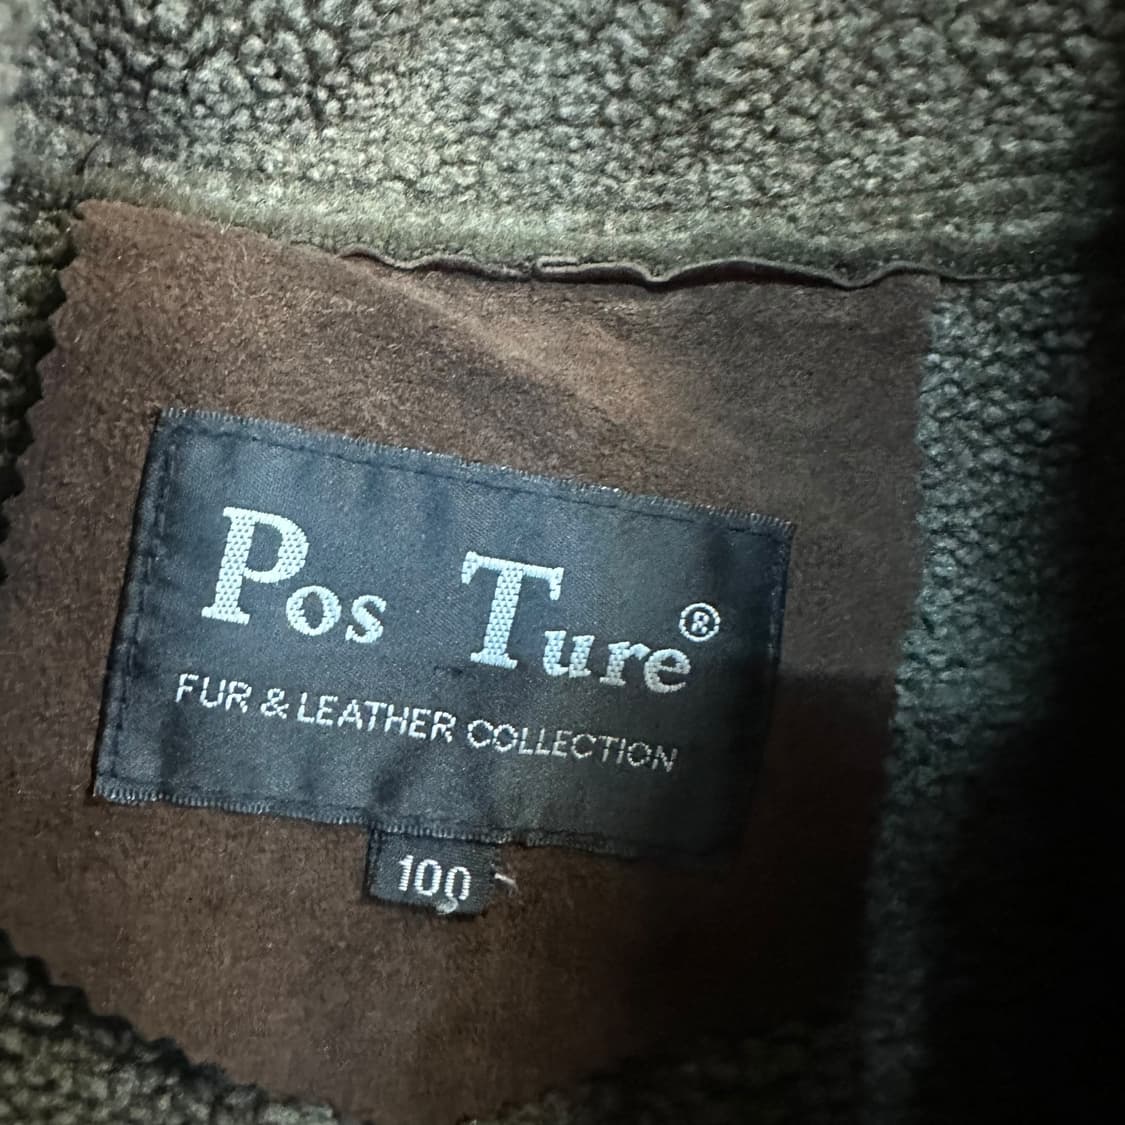 Pos Ture®
FUR & LEATHER COLLECTION
100